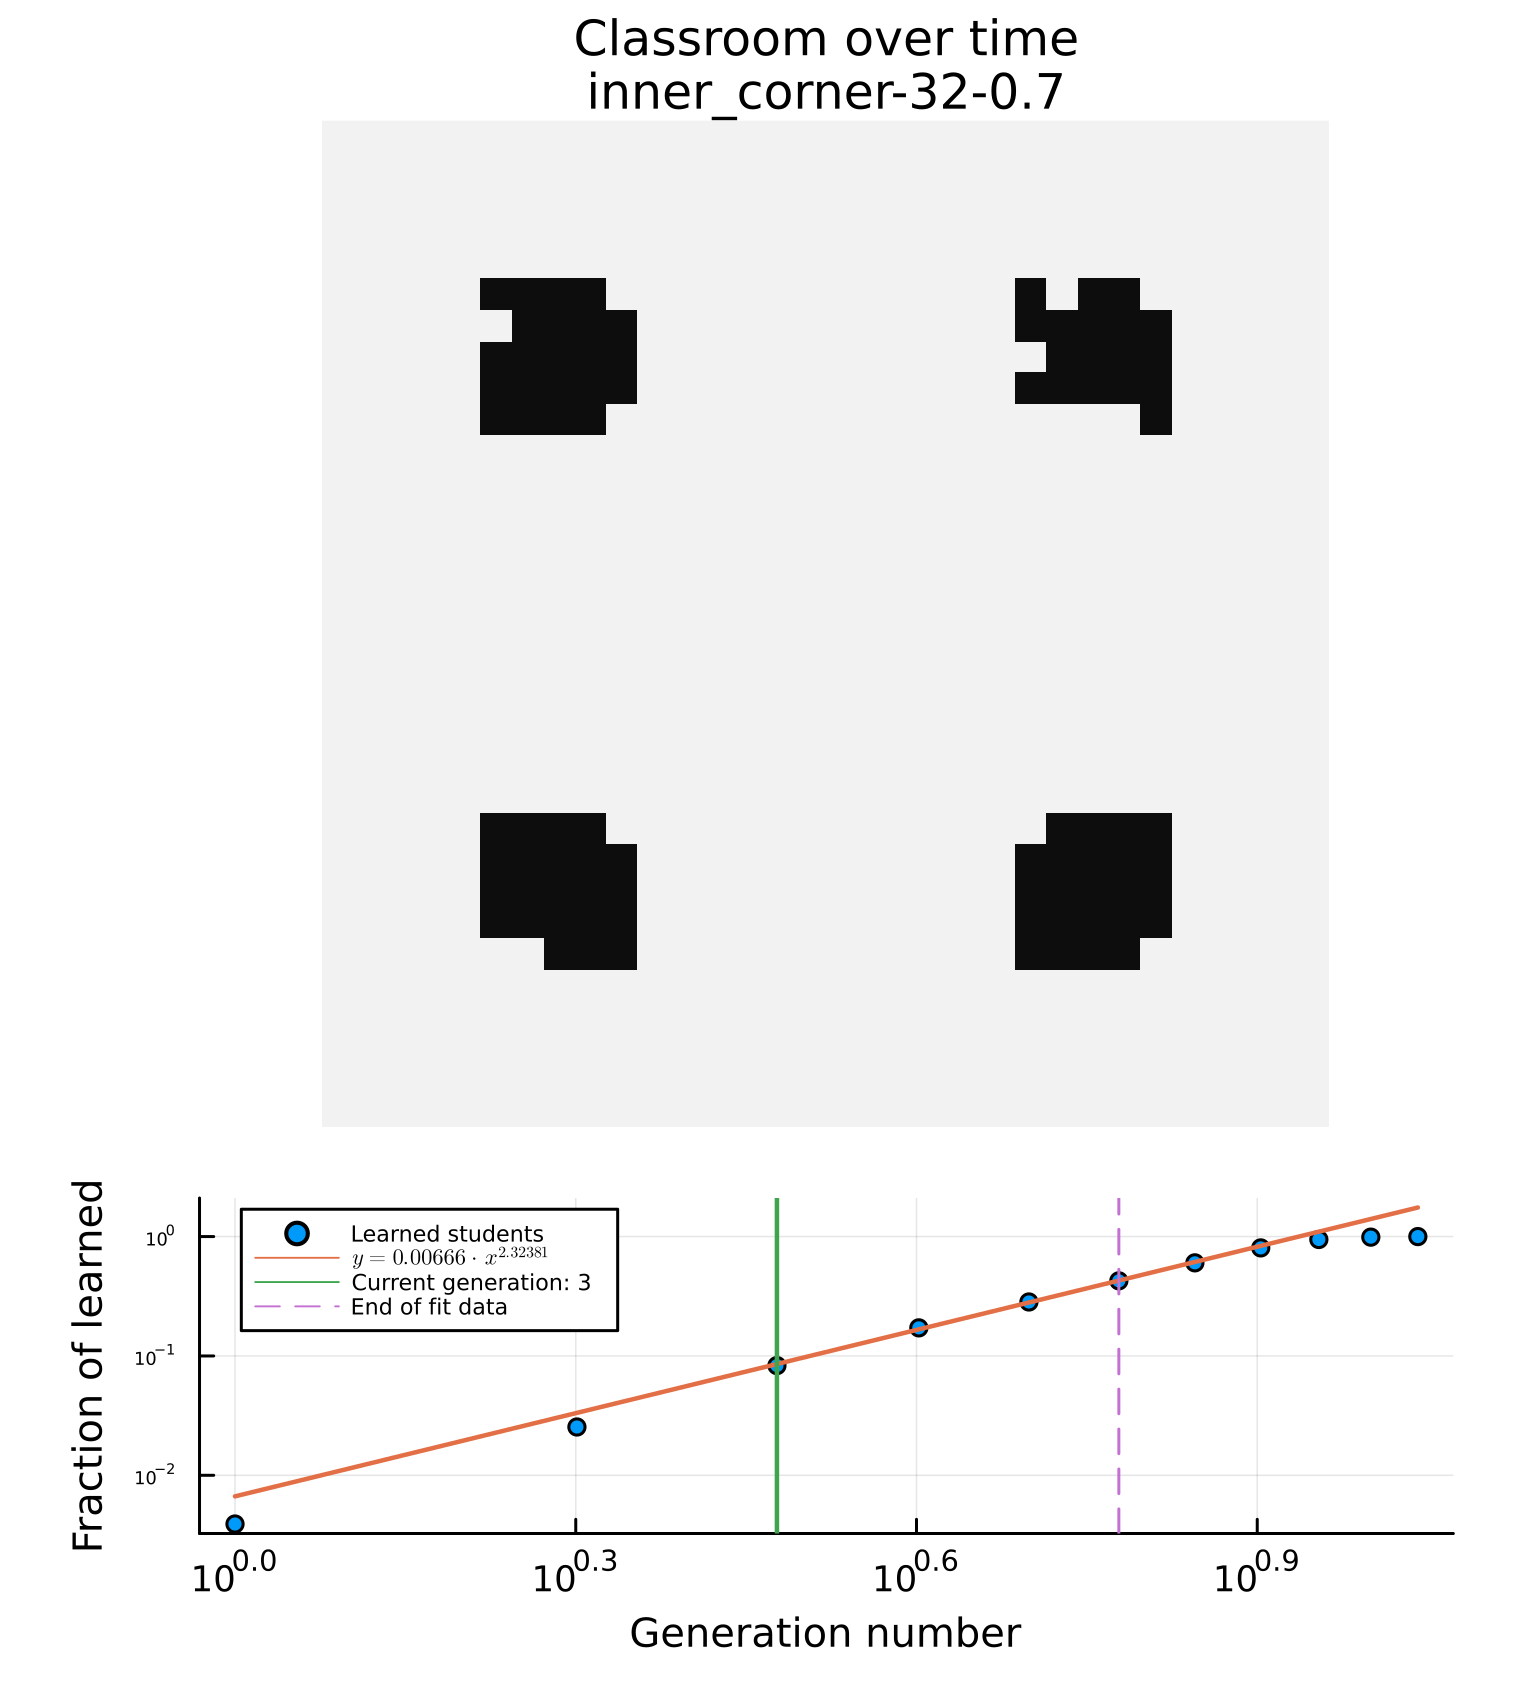 Classroom over time
inner_corner-32-0.7
Fraction of learned
10^0
10^-1
10^-2
Learned students
y = 0.00666 · x^2.32381
Current generation: 3
End of fit data
10^0.0
10^0.3
10^0.6
10^0.9
Generation number